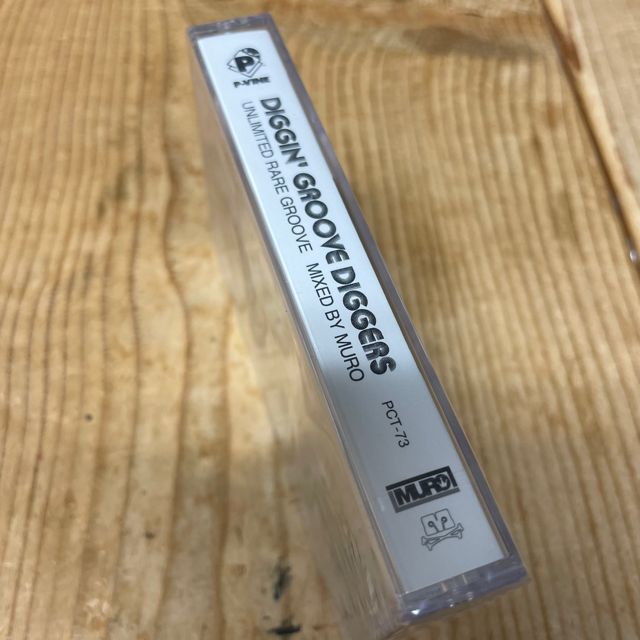 P
P-VINE
DIGGIN' GROOVE DIGGERS
UNLIMITED RARE GROOVE MIXED BY MURO
PCT-73
MURO